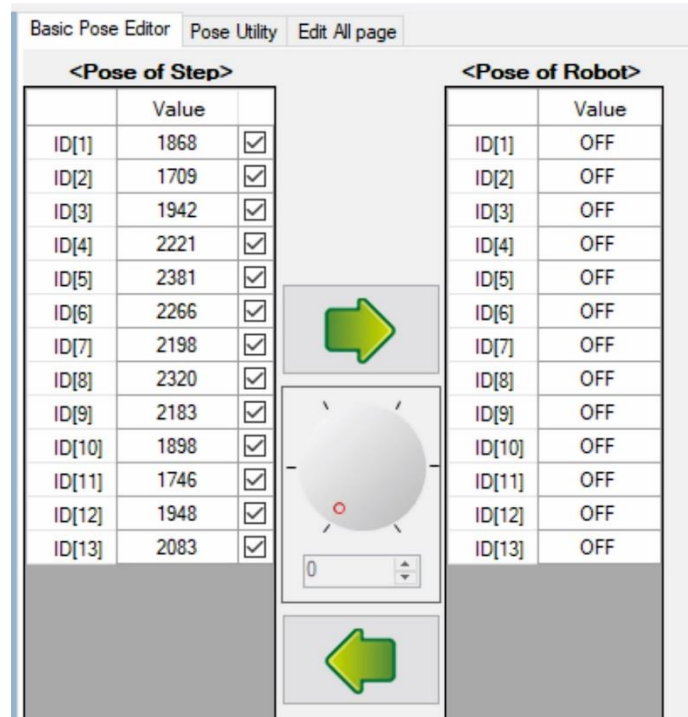 Basic Pose Editor Pose Utility Edit All page
<Pose of Step> <Pose of Robot>
Value Value
ID[1] 1868 ID[1] OFF
ID[2] 1709 ID[2] OFF
ID[3] 1942 ID[3] OFF
ID[4] 2221 ID[4] OFF
ID[5] 2381 ID[5] OFF
ID[6] 2266 ID[6] OFF
ID[7] 2198 ID[7] OFF
ID[8] 2320 ID[8] OFF
ID[9] 2183 ID[9] OFF
ID[10] 1898 ID[10] OFF
ID[11] 1746 ID[11] OFF
ID[12] 1948 ID[12] OFF
ID[13] 2083 ID[13] OFF
0